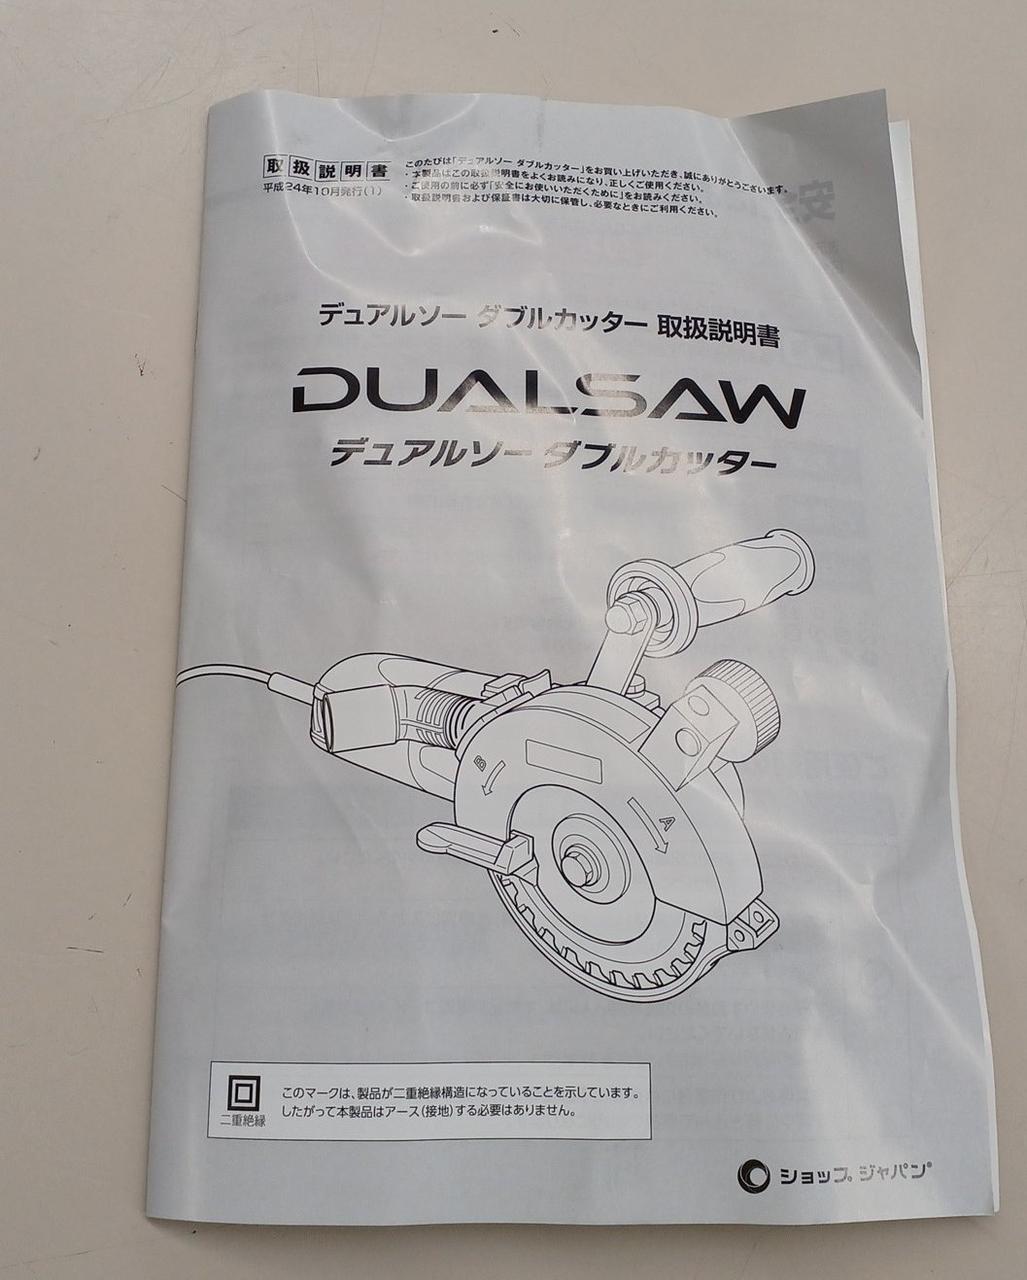 取扱説明書
平成24年10月発行(1)
このたびは「デュアルソー ダブルカッター」をお買い上げいただき、誠にありがとうございます。
・本製品はこの取扱説明書をよくお読みになり、正しくご使用ください。
・ご使用の前に必ず「安全にお使いいただくために」をお読みください。
・取扱説明書および保証書は大切に保管し、必要なときにご利用ください。
デュアルソー ダブルカッター 取扱説明書
DUALSAW
デュアルソー ダブルカッター
B
A
二重絶縁
このマークは、製品が二重絶縁構造になっていることを示しています。
したがって本製品はアース(接地)する必要はありません。
ショップジャパン®